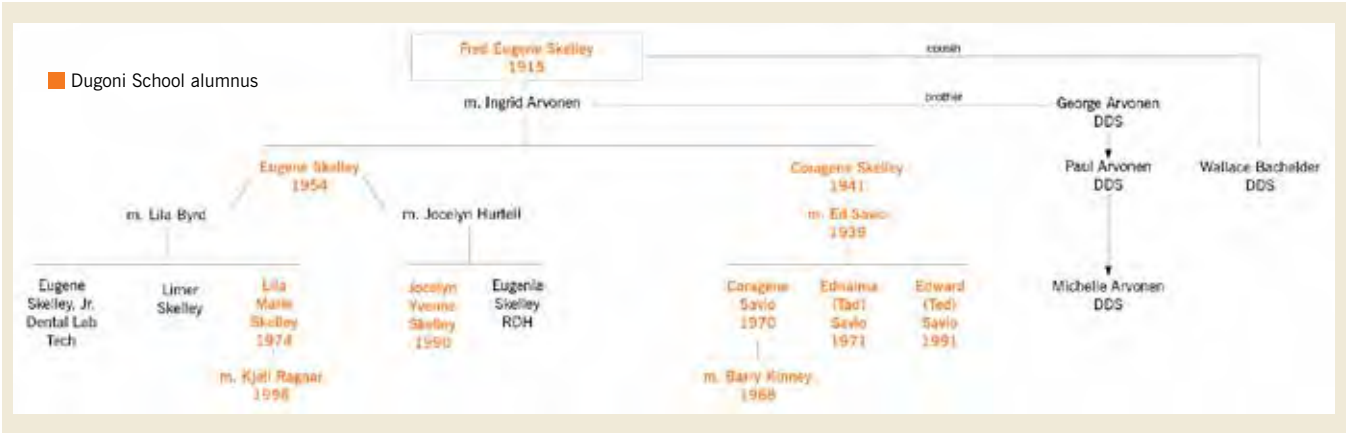 Fred Eugene Skelley
1915
cousin
Dugoni School alumnus
m. Ingrid Arvonen
brother
George Arvonen
DDS
Eugene Skelley
1954
Coragene Skelley
1941
Paul Arvonen
DDS
Wallace Bachelder
DDS
m. Lila Byrd
m. Jocelyn Hurtell
m. Ed Savio
1939
Eugene
Skelley, Jr.
Dental Lab
Tech
Limer
Skelley
Lila
Marie
Skelley
1974
Jocelyn
Yvenne
Skelley
1990
Eugenia
Skelley
RDH
Coragene
Savio
1970
(Tad)
Savio
1971
Edward
(Ted)
Savio
1991
Michelle Arvonen
DDS
m. Kjell Ragnar
m. Barry Kinney
1968